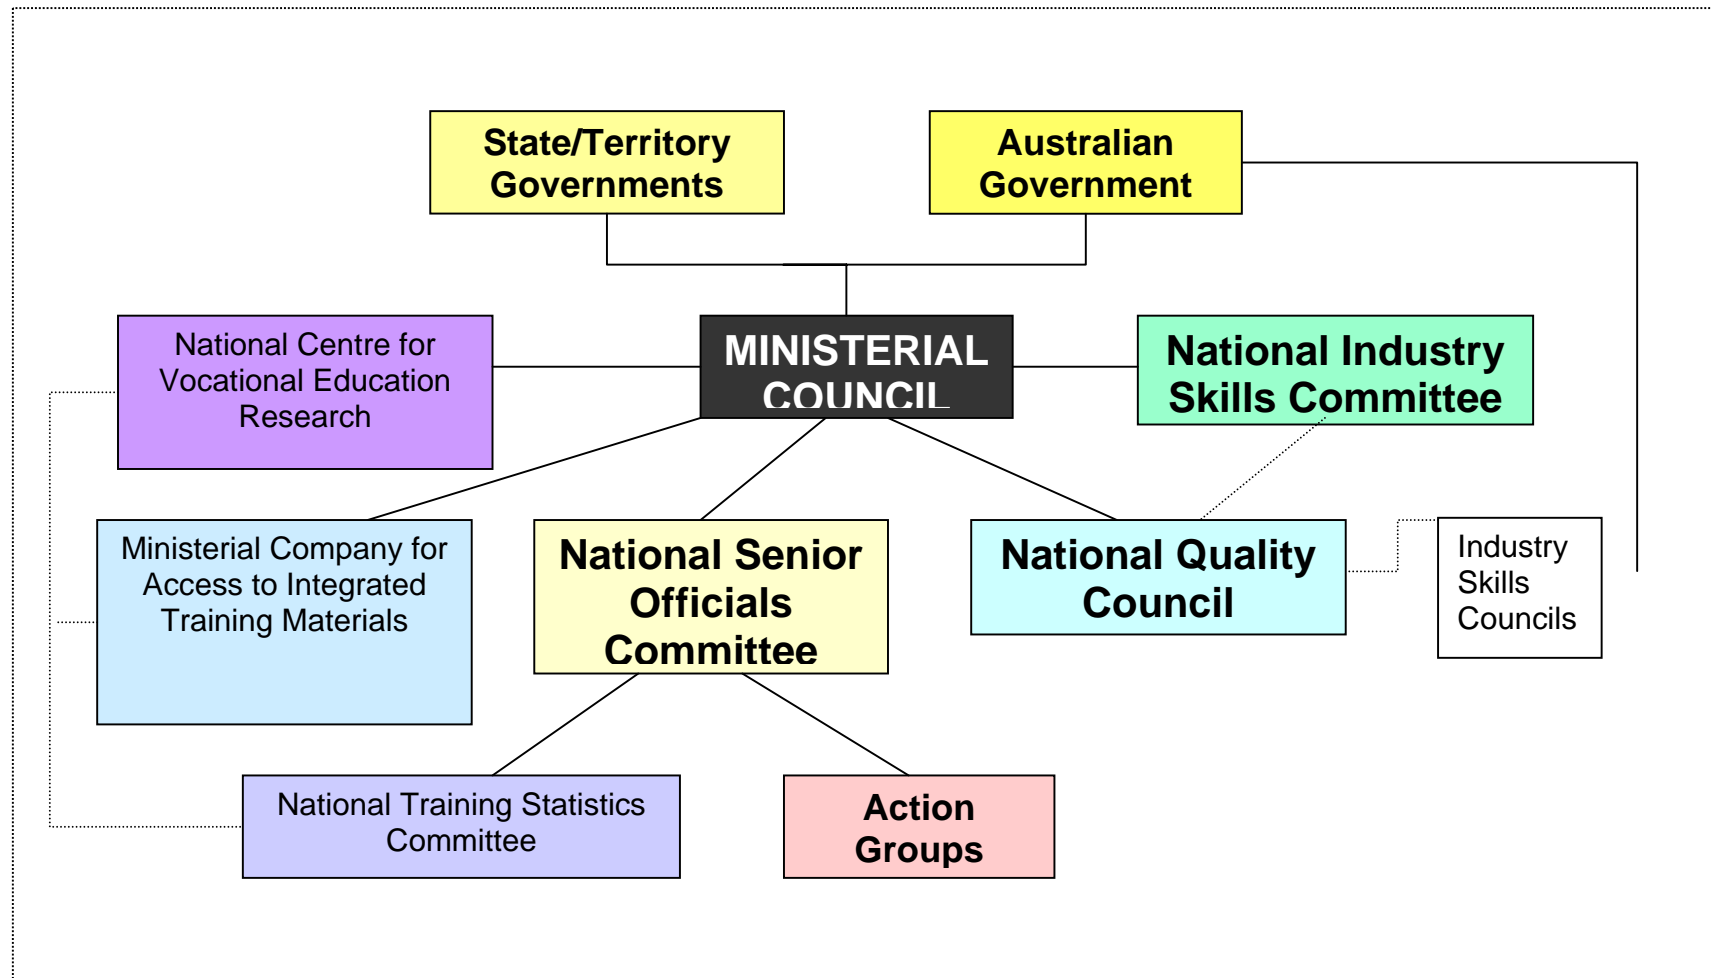 State/Territory
Governments
Australian
Government
National Centre for
Vocational Education
Research
MINISTERIAL
COUNCIL
National Industry
Skills Committee
Ministerial Company for
Access to Integrated
Training Materials
National Senior
Officials
Committee
National Quality
Council
Industry
Skills
Councils
National Training Statistics
Committee
Action
Groups